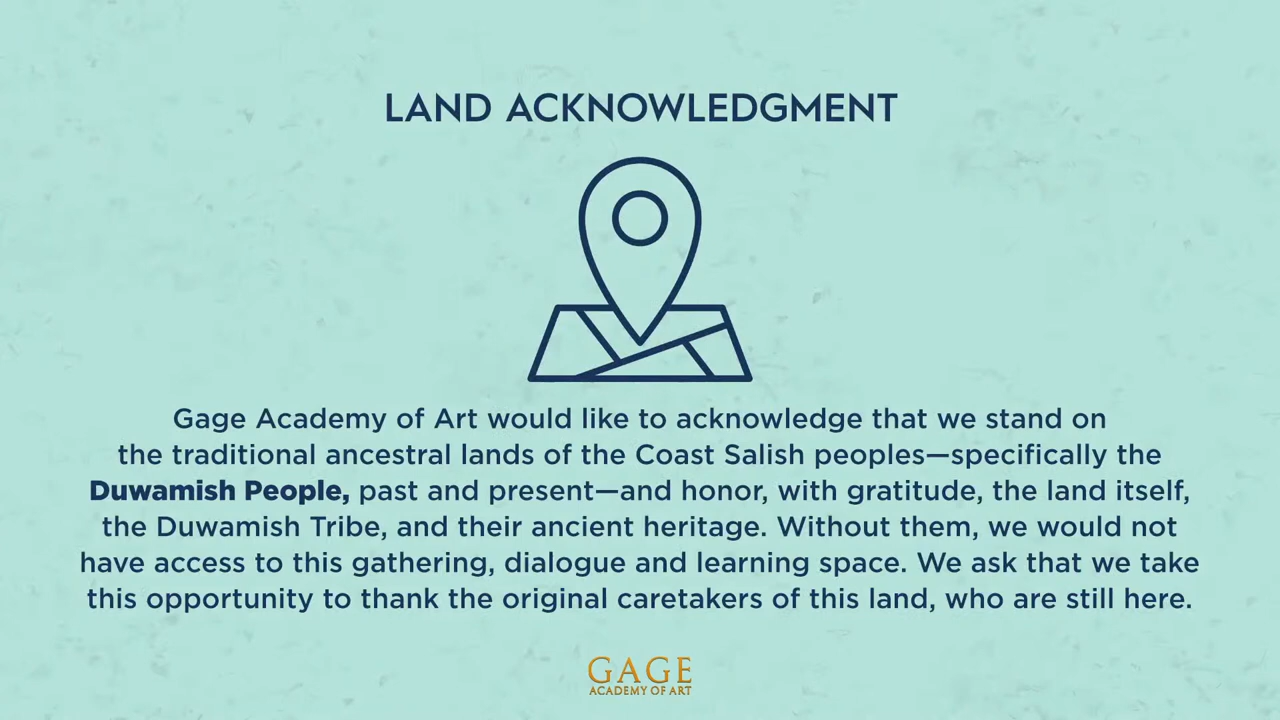 LAND ACKNOWLEDGMENT
Gage Academy of Art would like to acknowledge that we stand on
the traditional ancestral lands of the Coast Salish peoples—specifically the
Duwamish People, past and present—and honor, with gratitude, the land itself,
the Duwamish Tribe, and their ancient heritage. Without them, we would not
have access to this gathering, dialogue and learning space. We ask that we take
this opportunity to thank the original caretakers of this land, who are still here.
GAGE
ACADEMY OF ART